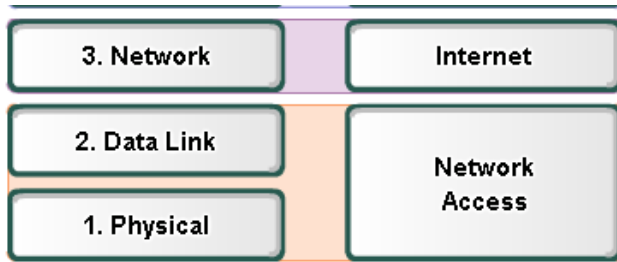 3. Network
Internet
2. Data Link
Network
Access
1. Physical